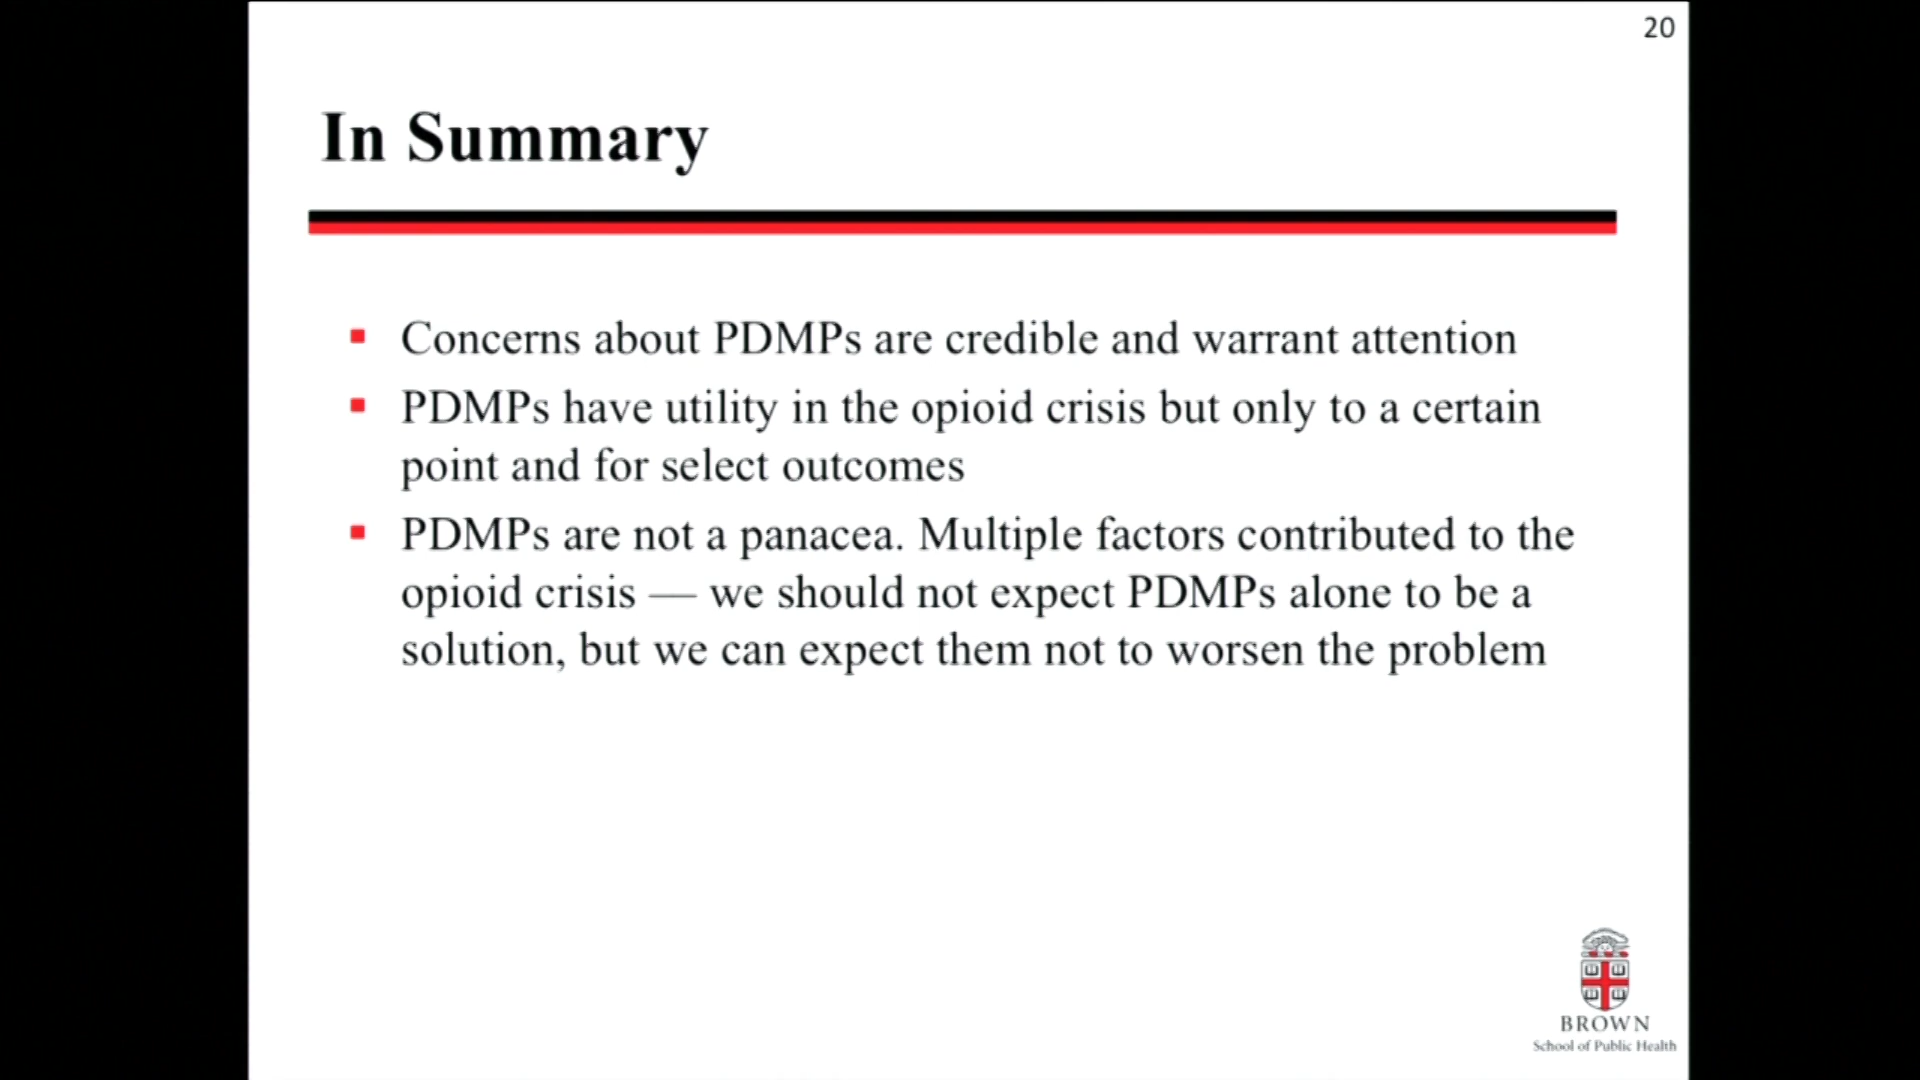 20
In Summary
Concerns about PDMPs are credible and warrant attention
PDMPs have utility in the opioid crisis but only to a certain
point and for select outcomes
PDMPs are not a panacea. Multiple factors contributed to the
opioid crisis — we should not expect PDMPs alone to be a
solution, but we can expect them not to worsen the problem
BROWN
School of Public Health